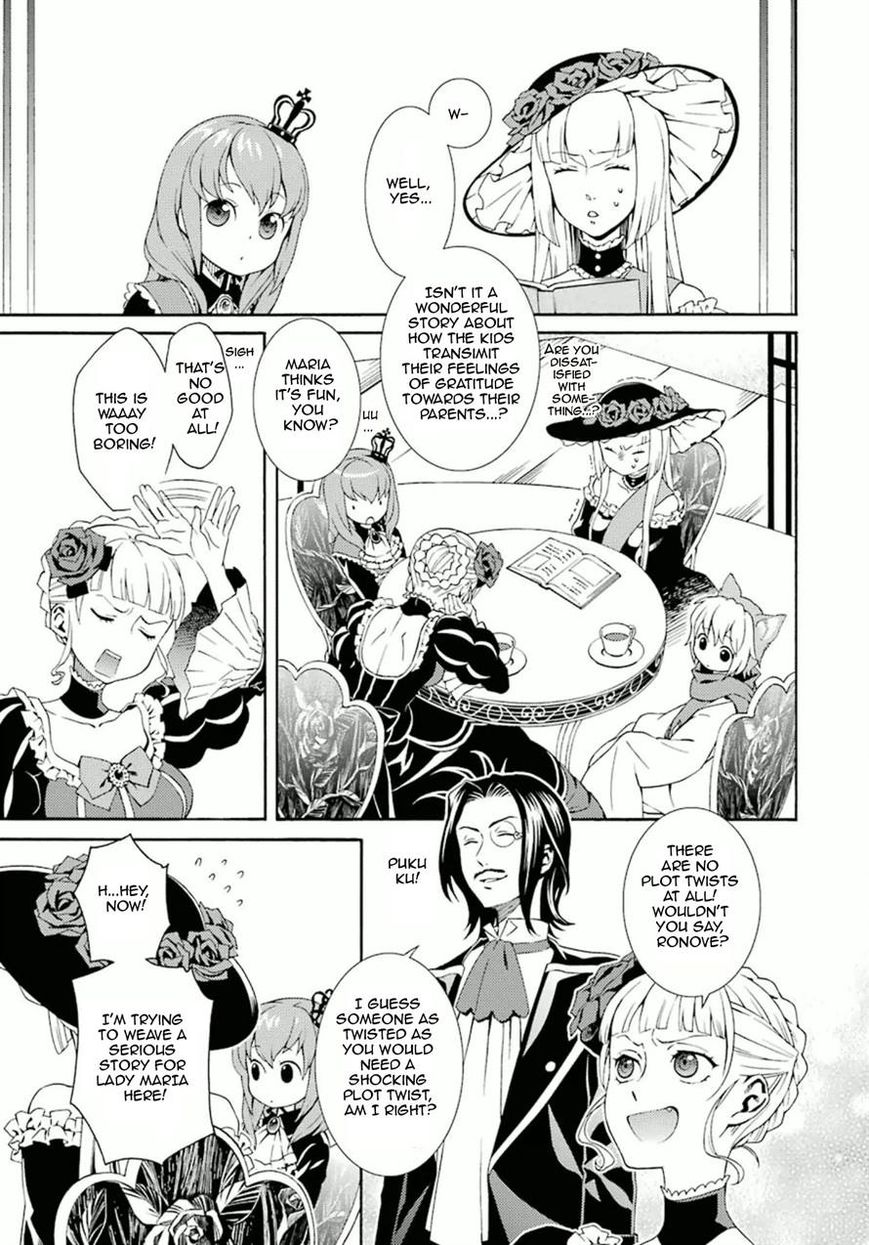 W-
WELL,
YES...
ISN'T IT A
WONDERFUL
STORY ABOUT
HOW THE KIDS
TRANSIMIT
THEIR FEELINGS
OF GRATITUDE
TOWARDS THEIR
PARENTS...?
ARE YOU
DISSAT-
ISFIED
WITH
SOME-
THING...?
MARIA
THINKS
IT'S FUN,
YOU
KNOW?
UU
...
SIGH
...
THAT'S
NO
GOOD
AT
ALL!
THIS IS
WAAAY
TOO
BORING!
THERE
ARE NO
PLOT TWISTS
AT ALL!
WOULDN'T
YOU SAY,
RONOVE?
PUKU
KU!
I GUESS
SOMEONE AS
TWISTED AS
YOU WOULD
NEED A
SHOCKING
PLOT TWIST,
AM I RIGHT?
H...HEY,
NOW!
I'M TRYING
TO WEAVE A
SERIOUS
STORY FOR
LADY MARIA
HERE!